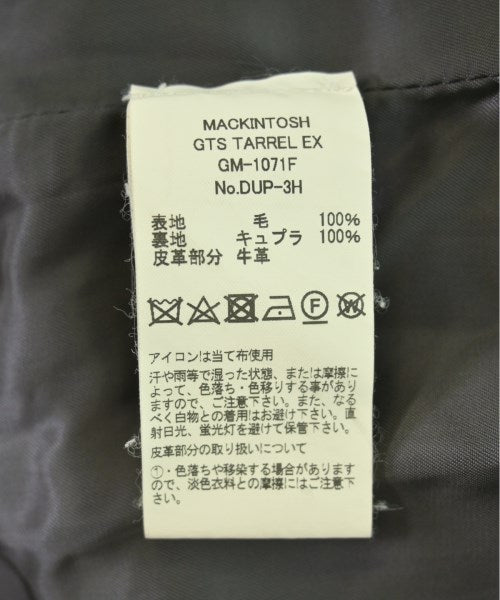 MACKINTOSH
GTS TARREL EX
GM-1071F
No.DUP-3H
表地 毛 100%
裏地 キュプラ 100%
皮革部分 牛革
F W
アイロンは当て布使用
汗や雨等で湿った状態、または摩擦に
よって、色落ち・色移りする事があり
ますので、ご注意下さい。また、なる
べく白物との着用はお避け下さい。直
射日光、蛍光灯を避けて保管下さい。
皮革部分の取り扱いについて
①・色落ちや移染する場合があります
ので、淡色衣料との摩擦にはご注意下
さい。